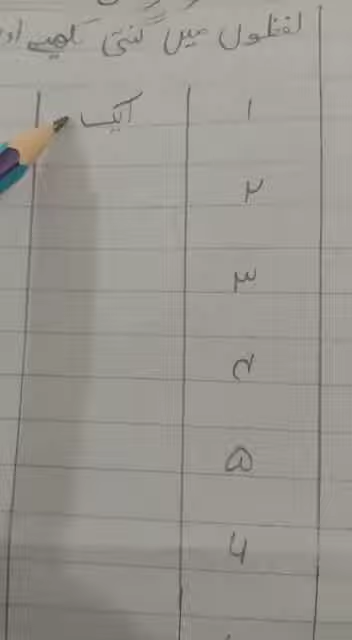 لفظوں میں گنتی لکھیے
۱ ایک
۲
۳
۴
۵
۶